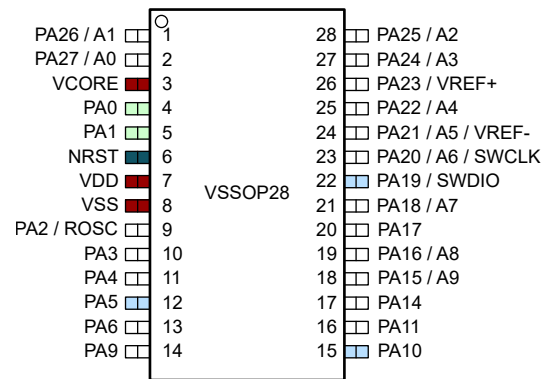 PA26 / A1 1 28 PA25 / A2
PA27 / A0 2 27 PA24 / A3
VCORE 3 26 PA23 / VREF+
PA0 4 25 PA22 / A4
PA1 5 24 PA21 / A5 / VREF-
NRST 6 23 PA20 / A6 / SWCLK
VDD 7 22 PA19 / SWDIO
VSSOP28
VSS 8 21 PA18 / A7
PA2 / ROSC 9 20 PA17
PA3 10 19 PA16 / A8
PA4 11 18 PA15 / A9
PA5 12 17 PA14
PA6 13 16 PA11
PA9 14 15 PA10